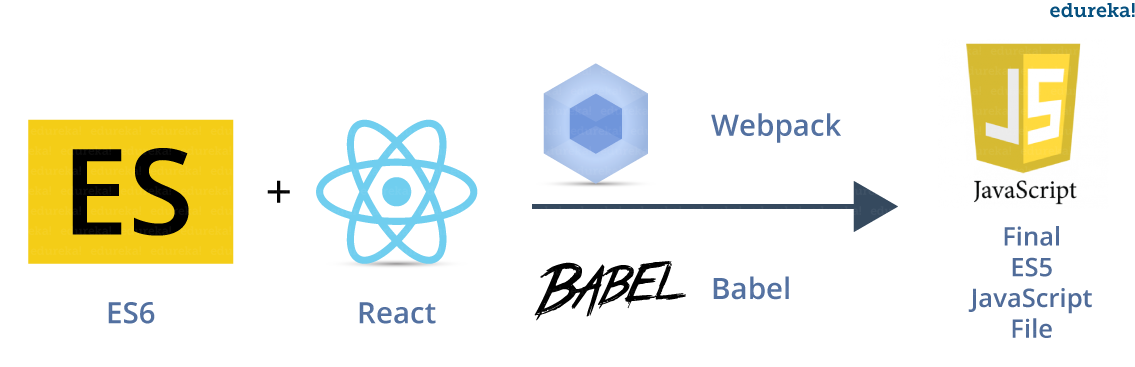 edureka!
ES
+
ES6
React
Webpack
BABEL
Babel
JS
JavaScript
Final
ES5
JavaScript
File